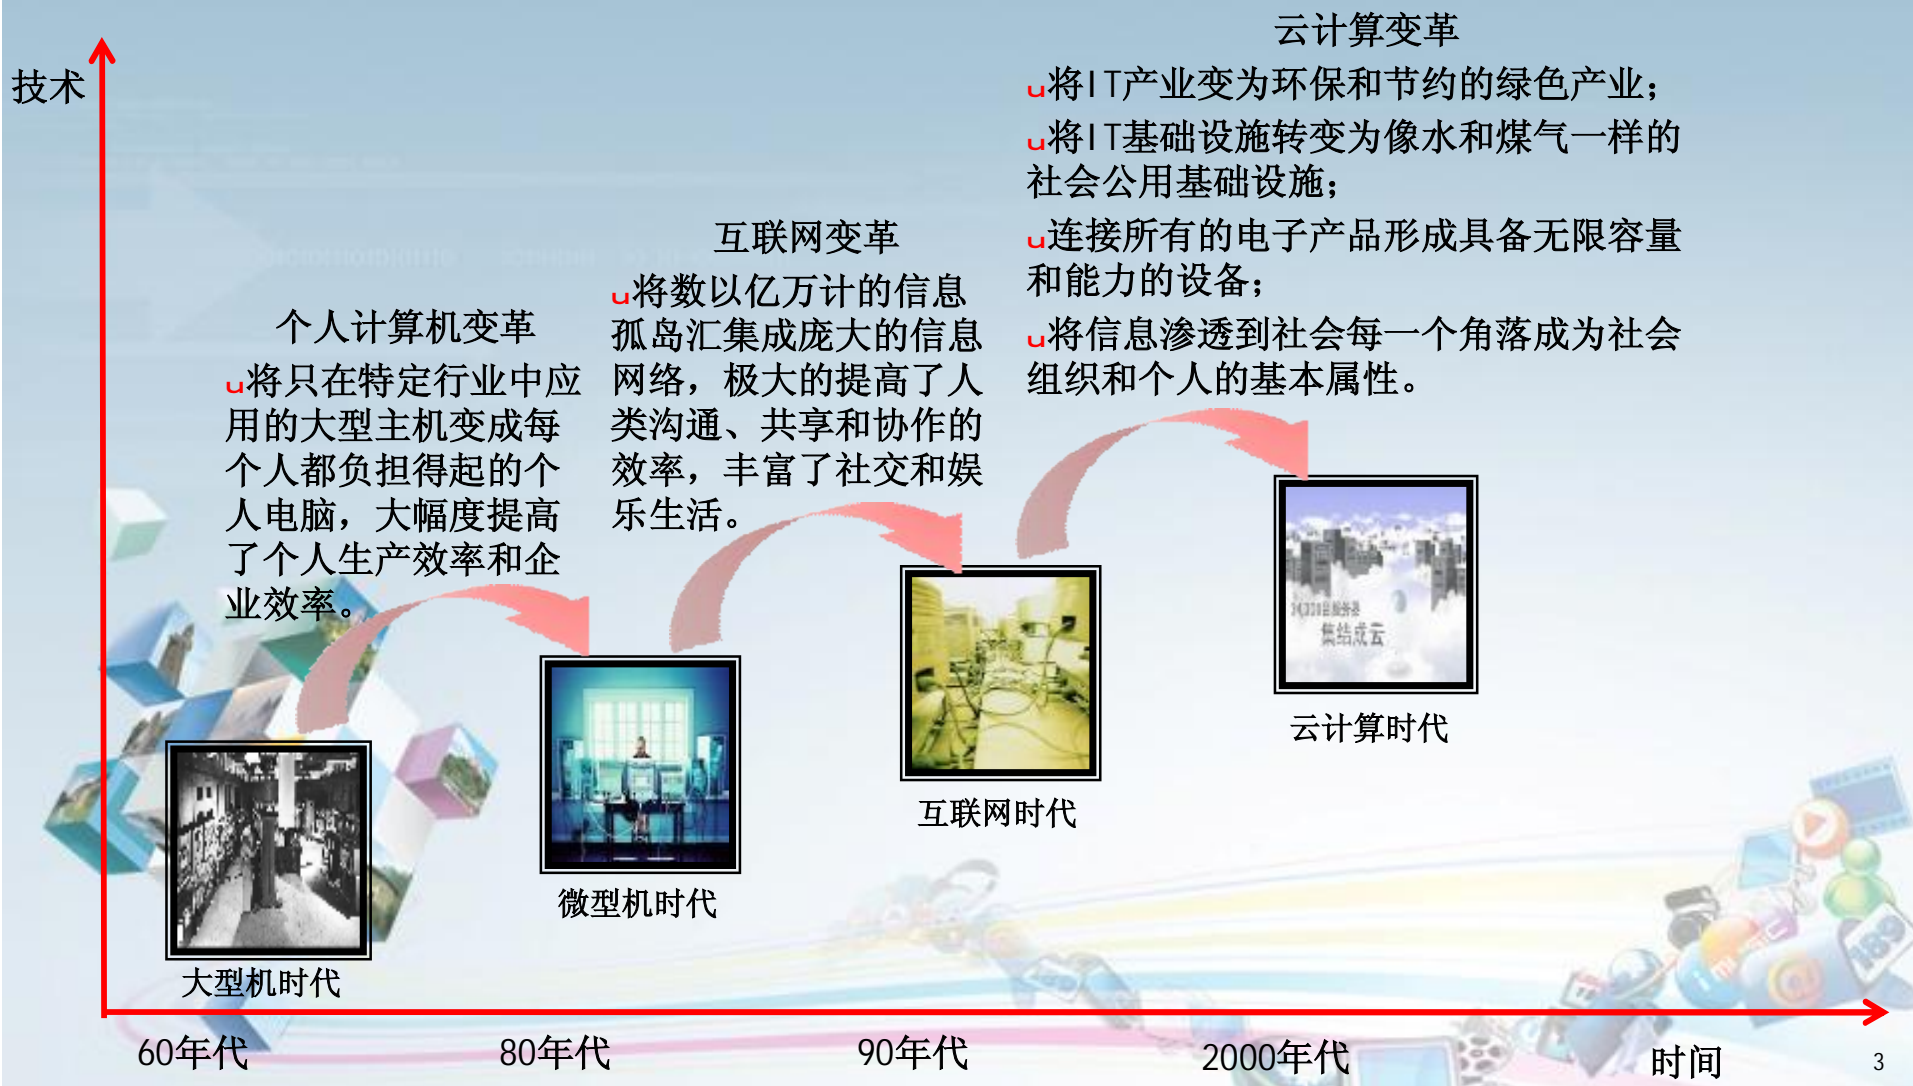 云计算变革
u将IT产业变为环保和节约的绿色产业；
u将IT基础设施转变为像水和煤气一样的
社会公用基础设施；
u连接所有的电子产品形成具备无限容量
和能力的设备；
u将信息渗透到社会每一个角落成为社会
组织和个人的基本属性。
技术
互联网变革
u将数以亿万计的信息
孤岛汇集成庞大的信息
网络，极大的提高了人
类沟通、共享和协作的
效率，丰富了社交和娱
乐生活。
个人计算机变革
u将只在特定行业中应
用的大型主机变成每
个人都负担得起的个
人电脑，大幅度提高
了个人生产效率和企
业效率。
集结成云
云计算时代
互联网时代
微型机时代
大型机时代
60年代
80年代
90年代
2000年代
时间
3